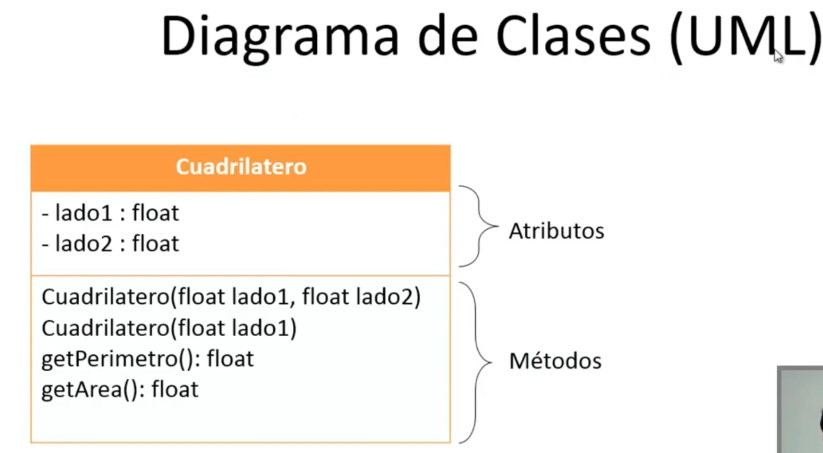 Diagrama de Clases (UML)
Cuadrilatero
- lado1 : float
- lado2 : float
Atributos
Cuadrilatero(float lado1, float lado2)
Cuadrilatero(float lado1)
getPerimetro(): float
getArea(): float
Métodos